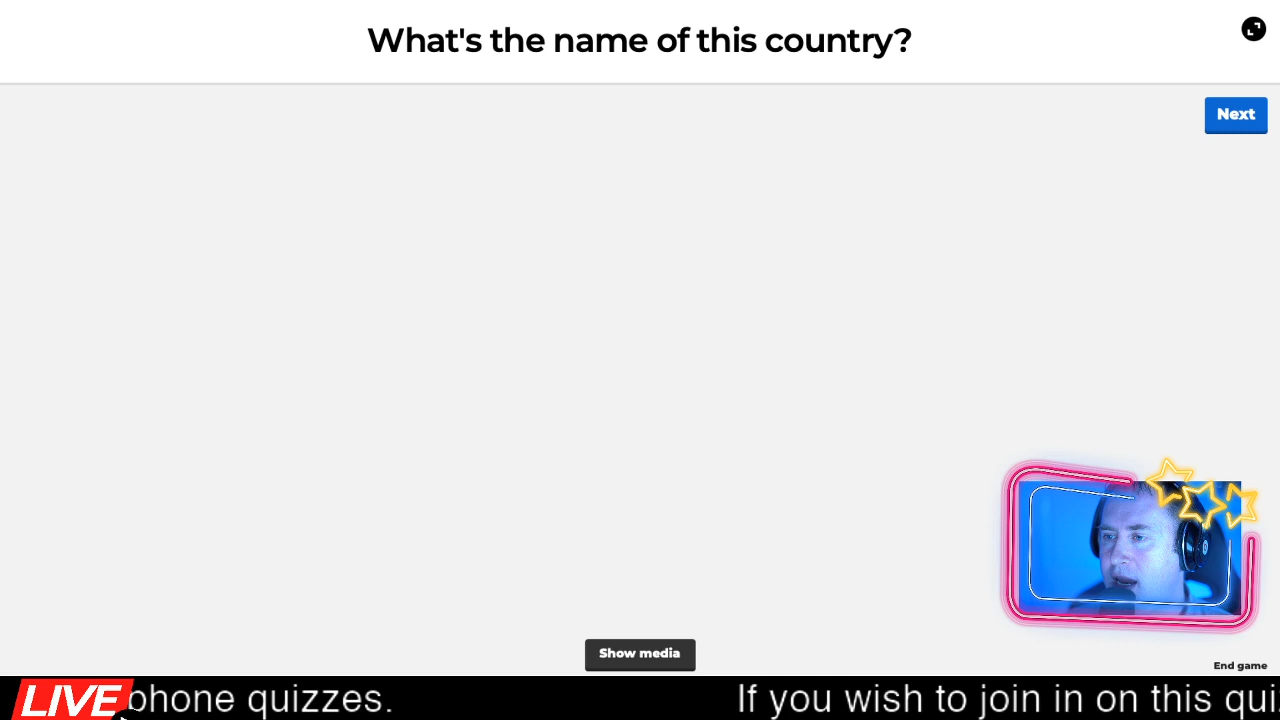 What's the name of this country?
Next
Show media
End game
LIVE phone quizzes. If you wish to join in on this qui